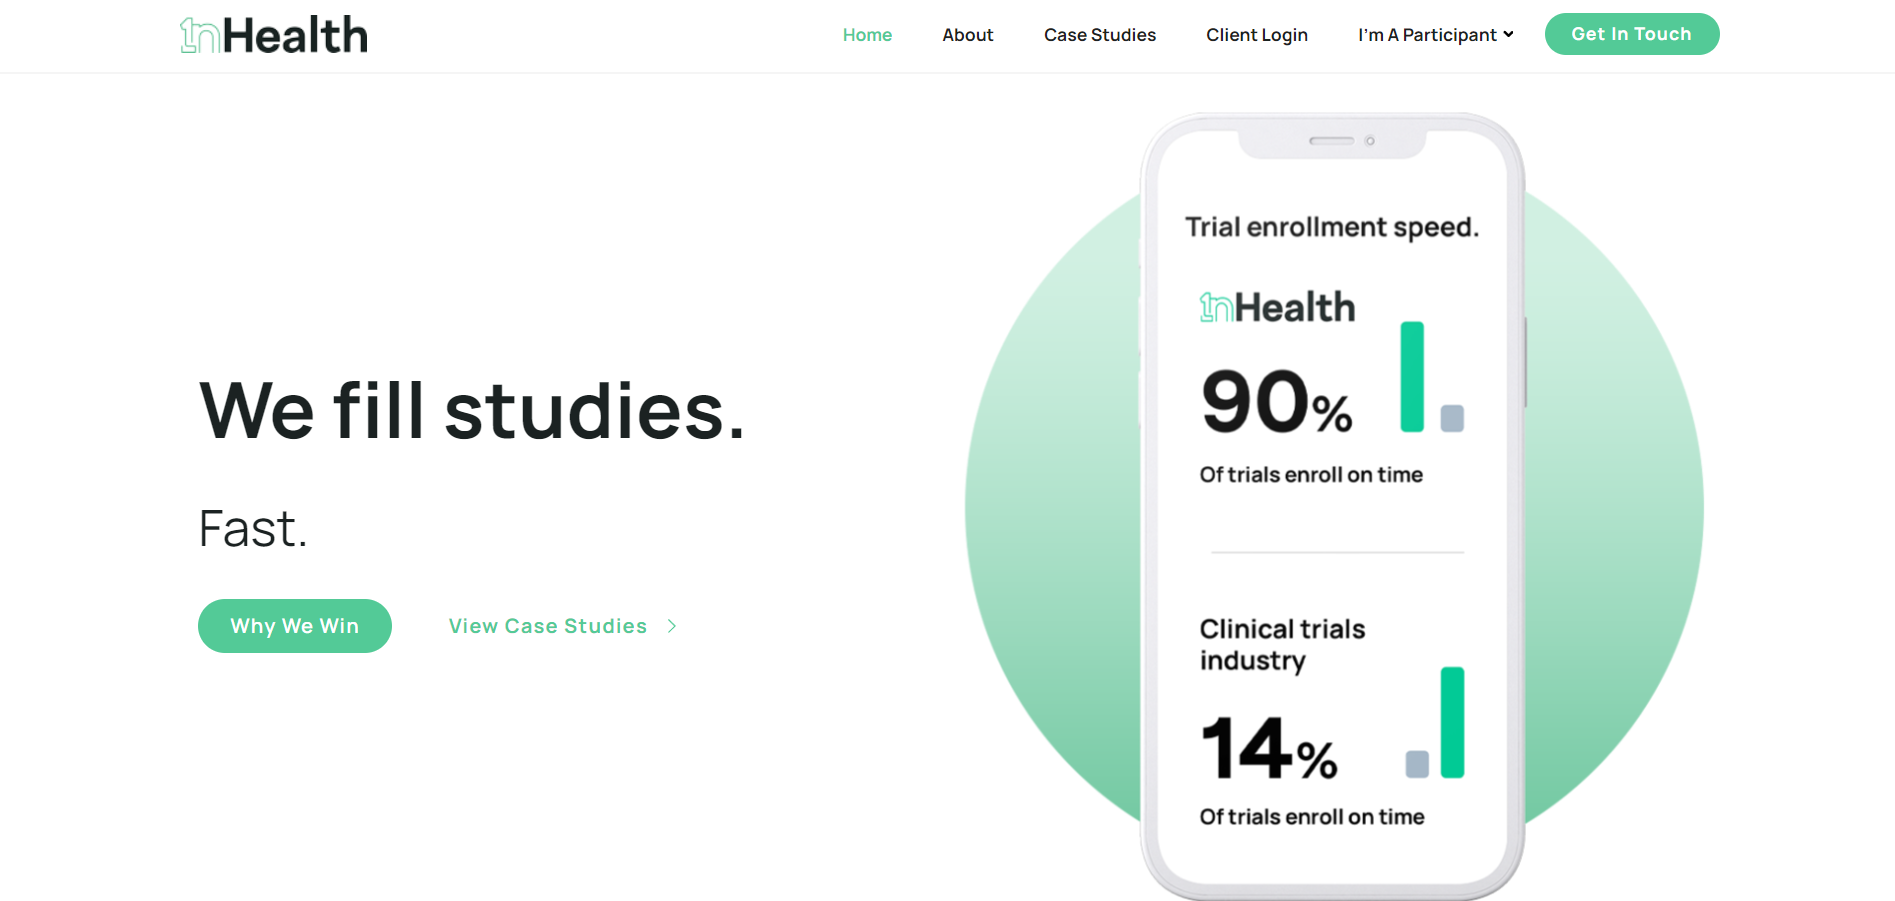 1nHealth
Home
About
Case Studies
Client Login
I'm A Participant
Get In Touch
We fill studies.
Fast.
Why We Win
View Case Studies
Trial enrollment speed.
1nHealth
90%
Of trials enroll on time
Clinical trials
industry
14%
Of trials enroll on time